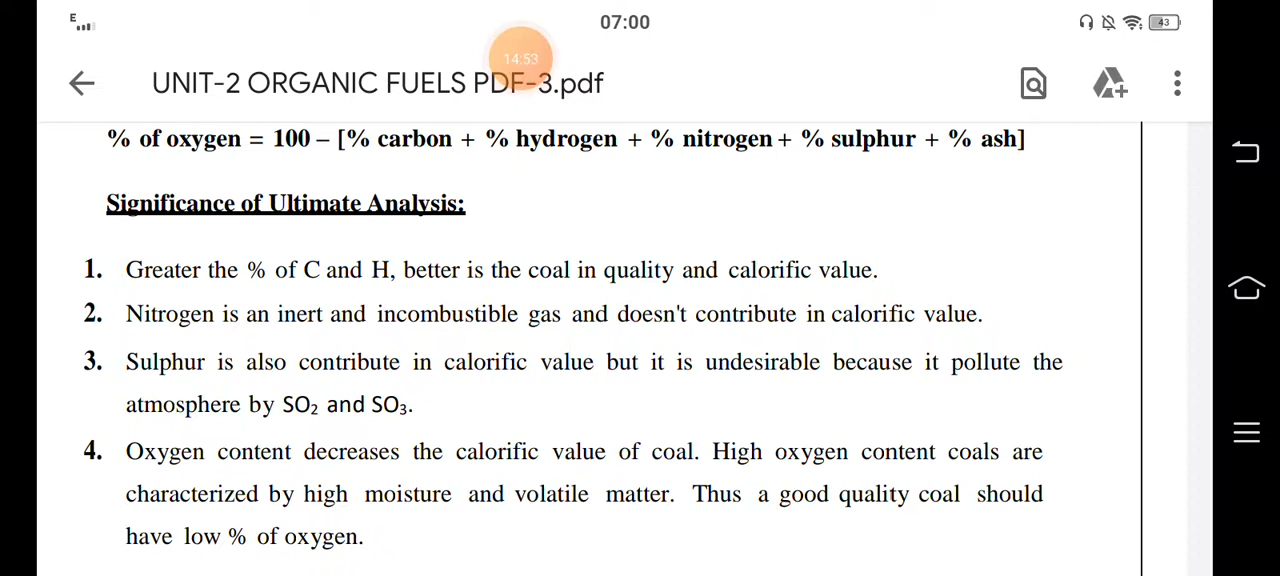 E
07:00
43
14:53
UNIT-2 ORGANIC FUELS PDF-3.pdf
% of oxygen = 100 – [% carbon + % hydrogen + % nitrogen + % sulphur + % ash]
Significance of Ultimate Analysis:
1. Greater the % of C and H, better is the coal in quality and calorific value.
2. Nitrogen is an inert and incombustible gas and doesn't contribute in calorific value.
3. Sulphur is also contribute in calorific value but it is undesirable because it pollute the
atmosphere by SO₂ and SO₃.
4. Oxygen content decreases the calorific value of coal. High oxygen content coals are
characterized by high moisture and volatile matter. Thus a good quality coal should
have low % of oxygen.